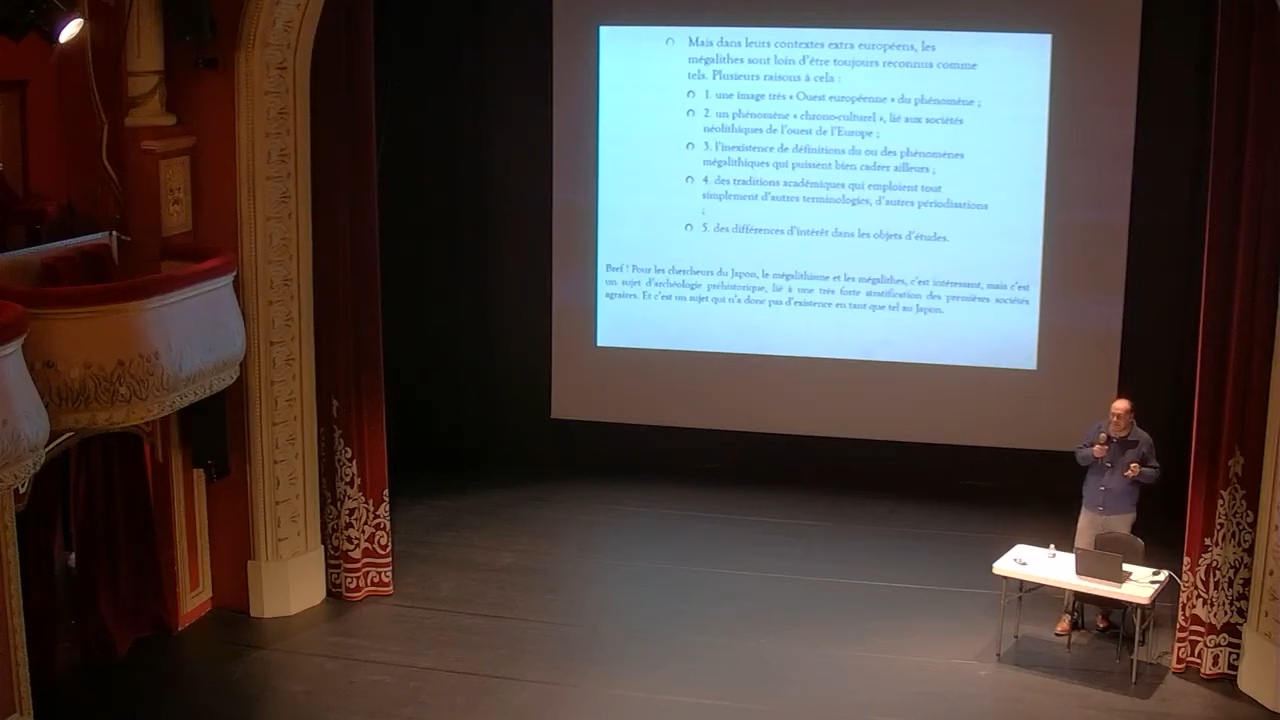 Mais dans leurs contextes extra européens, les
mégalithes sont loin d'être toujours reconnus comme
tels. Plusieurs raisons à cela :
1. une image très « Ouest européenne » du phénomène ;
2. un phénomène « chrono-culturel », lié aux sociétés
néolithiques de l'ouest de l'Europe ;
3. l'inexistence de définitions du ou des phénomènes
mégalithiques qui puissent bien cadrer ailleurs ;
4. des traditions académiques qui emploient tout
simplement d'autres terminologies, d'autres périodisations
;
5. des différences d'intérêt dans les objets d'études.
Bref ! Pour les chercheurs du Japon, le mégalithisme et les mégalithes, c'est intéressant, mais c'est
un sujet d'archéologie préhistorique, lié à une très forte stratification des premières sociétés
agraires. Et c'est un sujet qui n'a donc pas d'existence en tant que tel au Japon.